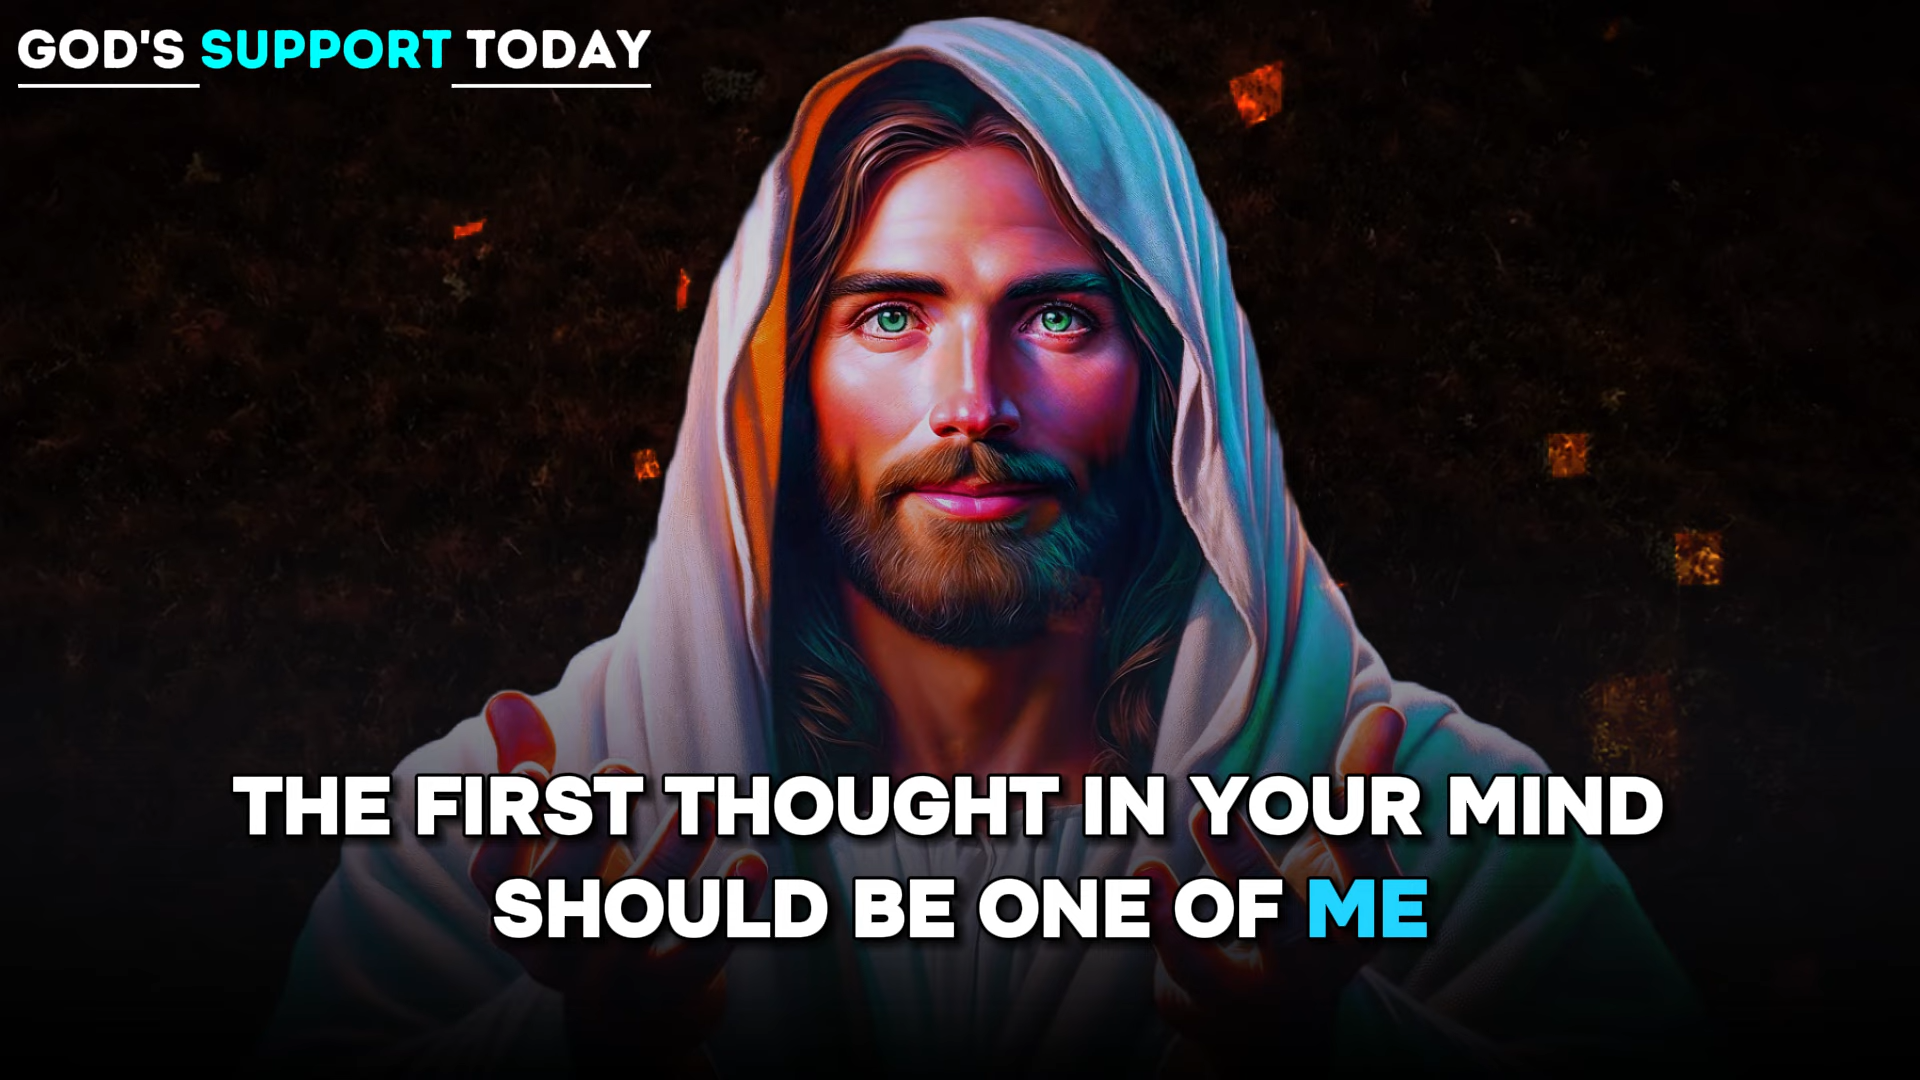 GOD'S SUPPORT TODAY
THE FIRST THOUGHT IN YOUR MIND
SHOULD BE ONE OF ME